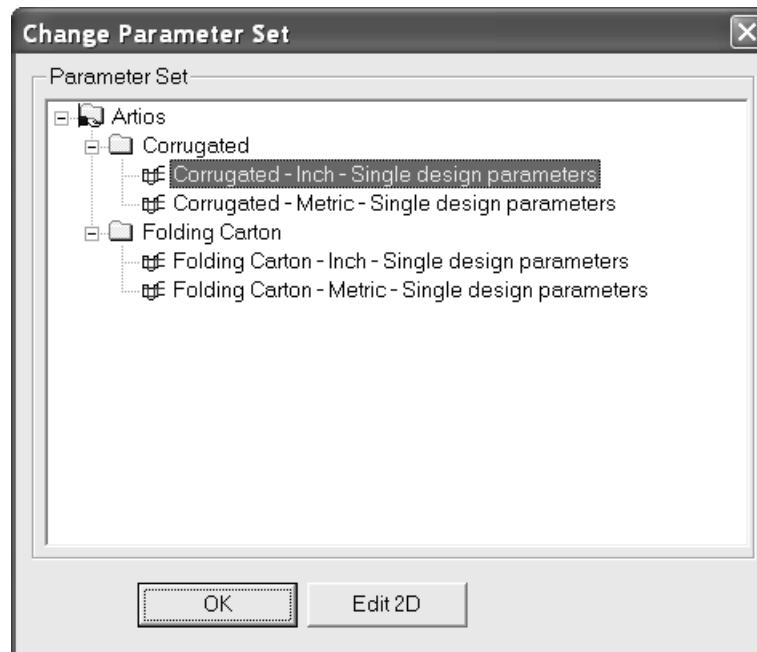 Change Parameter Set
Parameter Set
Artios
Corrugated
Corrugated - Inch - Single design parameters
Corrugated - Metric - Single design parameters
Folding Carton
Folding Carton - Inch - Single design parameters
Folding Carton - Metric - Single design parameters
OK Edit 2D